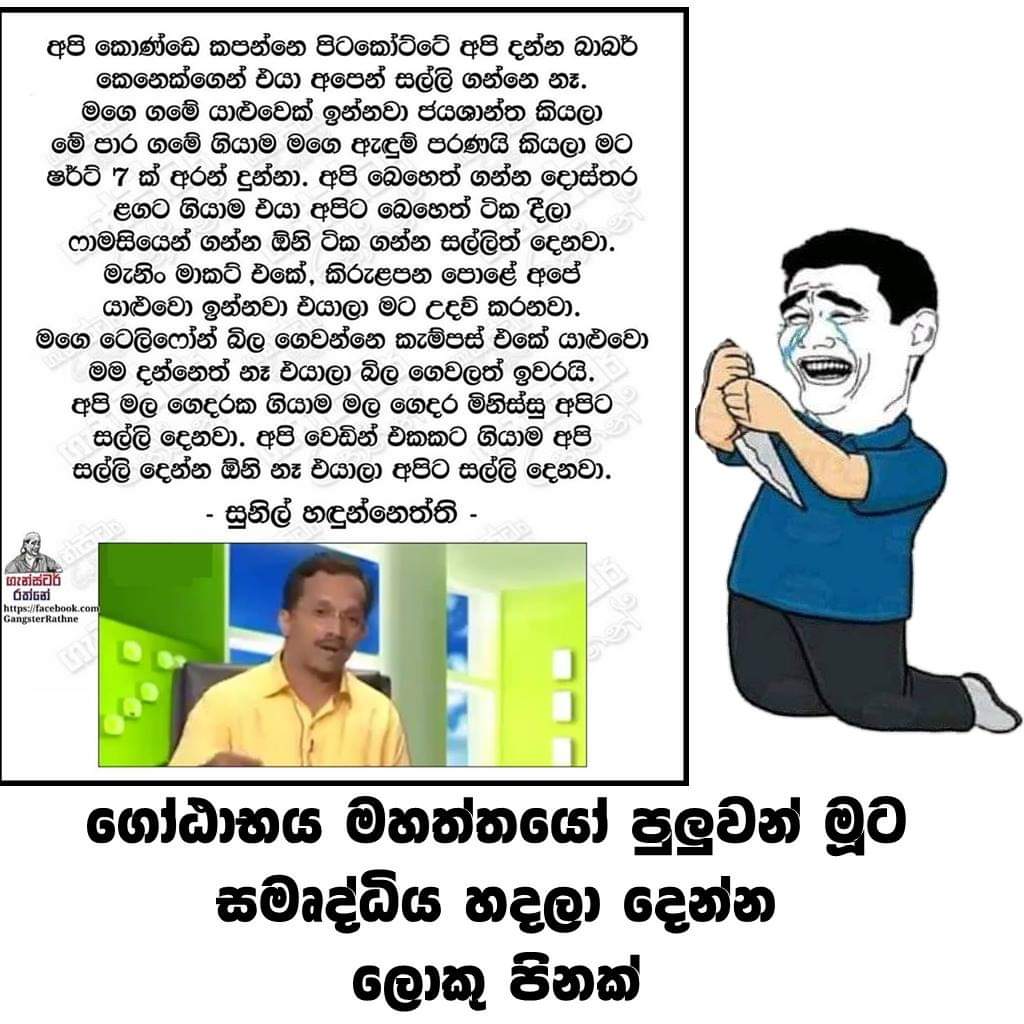 අපි කොණ්ඩෙ කපන්නෙ පිටකෝට්ටේ අපි දන්න බාබර්
කෙනෙක්ගෙන් එයා අපෙන් සල්ලි ගන්නෙ නෑ.
මගෙ ගමේ යාළුවෙක් ඉන්නවා ජයශාන්ත කියලා
මේ පාර ගමේ ගියාම මගෙ ඇඳුම් පරණයි කියලා මට
ෂර්ට් 7 ක් අරන් දුන්නා. අපි බෙහෙත් ගන්න දොස්තර
ළගට ගියාම එයා අපිට බෙහෙත් ටික දීලා
ෆාමසියෙන් ගන්න ඕනි ටික ගන්න සල්ලිත් දෙනවා.
මැනිං මාකට් එකේ, කිරුළපන පොළේ අපේ
යාළුවො ඉන්නවා එයාලා මට උදව් කරනවා.
මගෙ ටෙලිෆෝන් බිල ගෙවන්නෙ කැම්පස් එකේ යාළුවො
මම දන්නෙත් නෑ එයාලා බිල ගෙවලත් ඉවරයි.
අපි මල ගෙදරක ගියාම මල ගෙදර මිනිස්සු අපිට
සල්ලි දෙනවා. අපි වෙඩින් එකකට ගියාම අපි
සල්ලි දෙන්න ඕනි නෑ එයාලා අපිට සල්ලි දෙනවා.
- සුනිල් හඳුන්නෙත්ති -
ගැන්ස්ටර්
රත්නේ
https://facebook.com
GangsterRathne
ගෝඨාභය මහත්තයෝ පුලුවන් මූට
සමෘද්ධිය හදලා දෙන්න
ලොකු පිනක්